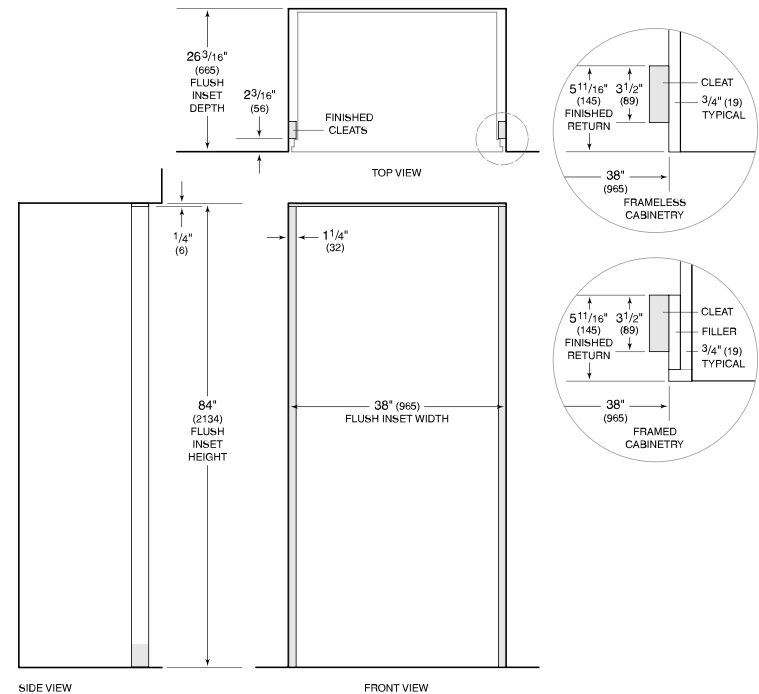 26 3/16"
(665)
FLUSH
INSET
DEPTH
2 3/16"
(56)
FINISHED
CLEATS
TOP VIEW
5 11/16"
(145)
FINISHED
RETURN
3 1/2"
(89)
CLEAT
3/4" (19)
TYPICAL
38"
(965)
FRAMELESS
CABINETRY
1/4"
(6)
1 1/4"
(32)
5 11/16"
(145)
FINISHED
RETURN
3 1/2"
(89)
CLEAT
FILLER
3/4" (19)
TYPICAL
38"
(965)
FRAMED
CABINETRY
84"
(2134)
FLUSH
INSET
HEIGHT
38" (965)
FLUSH INSET WIDTH
SIDE VIEW
FRONT VIEW